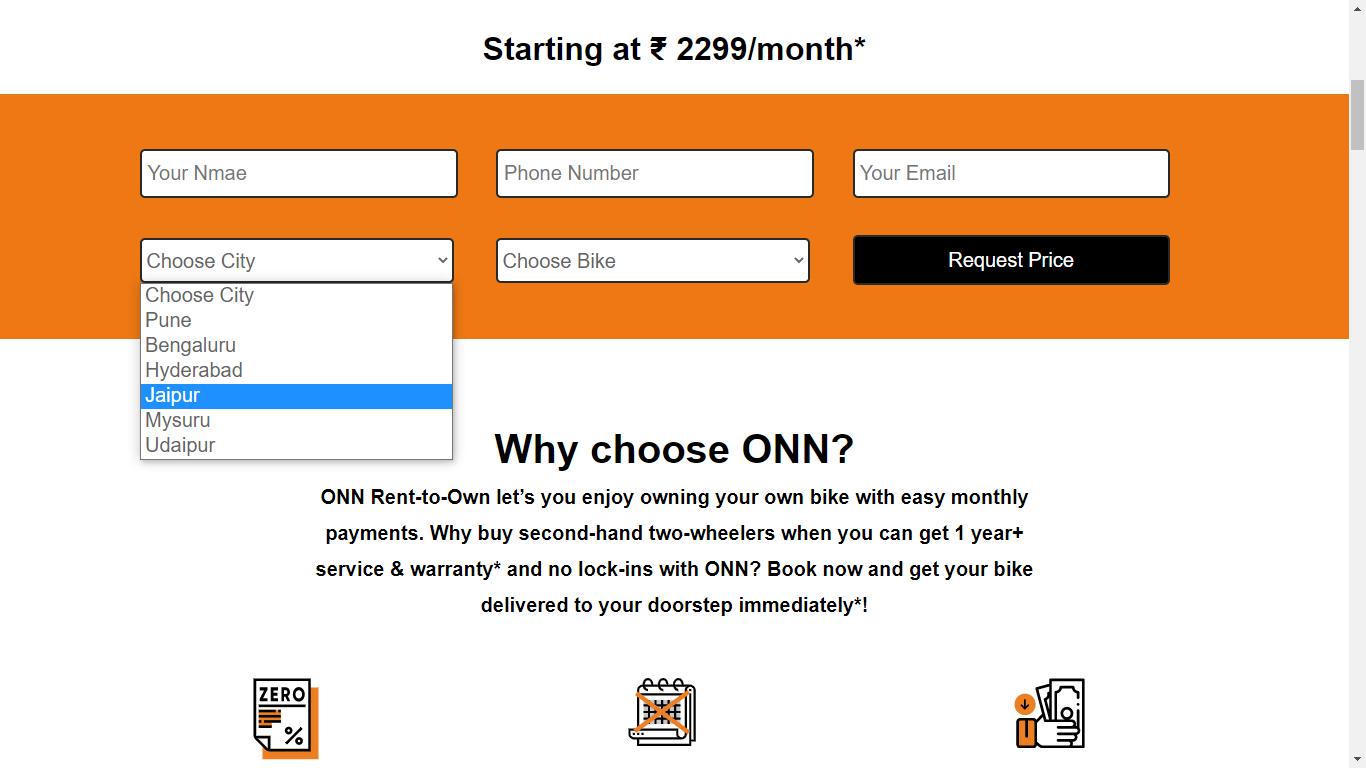 Starting at ₹ 2299/month*
Your Nmae
Phone Number
Your Email
Choose City
Choose Bike
Request Price
Choose City
Pune
Bengaluru
Hyderabad
Jaipur
Mysuru
Udaipur
Why choose ONN?
ONN Rent-to-Own let’s you enjoy owning your own bike with easy monthly
payments. Why buy second-hand two-wheelers when you can get 1 year+
service & warranty* and no lock-ins with ONN? Book now and get your bike
delivered to your doorstep immediately*!
ZERO
%